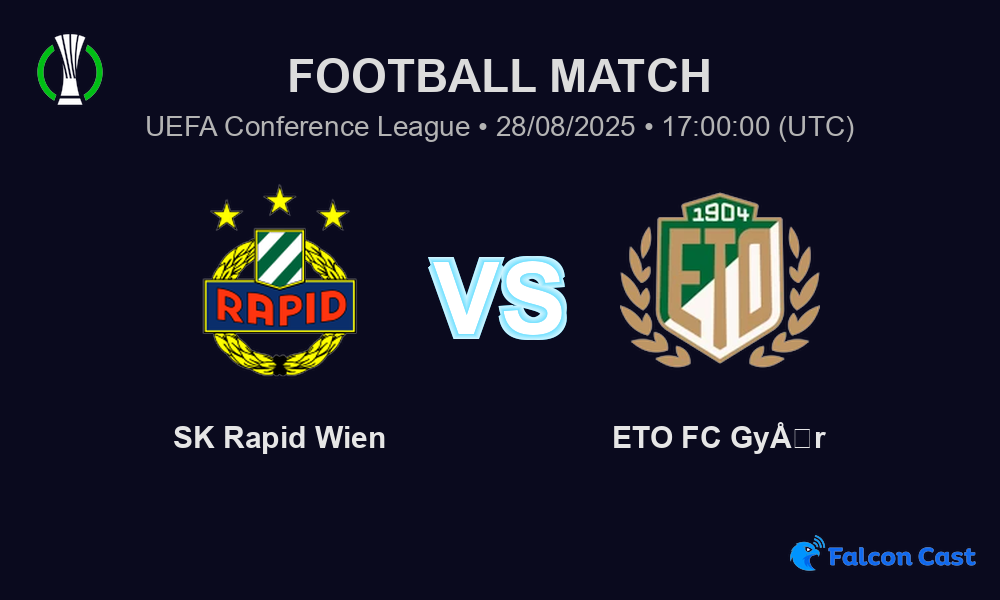 FOOTBALL MATCH
UEFA Conference League • 28/08/2025 • 17:00:00 (UTC)
RAPID
VS
1904
ETO
SK Rapid Wien
ETO FC GyÅ□r
Falcon Cast